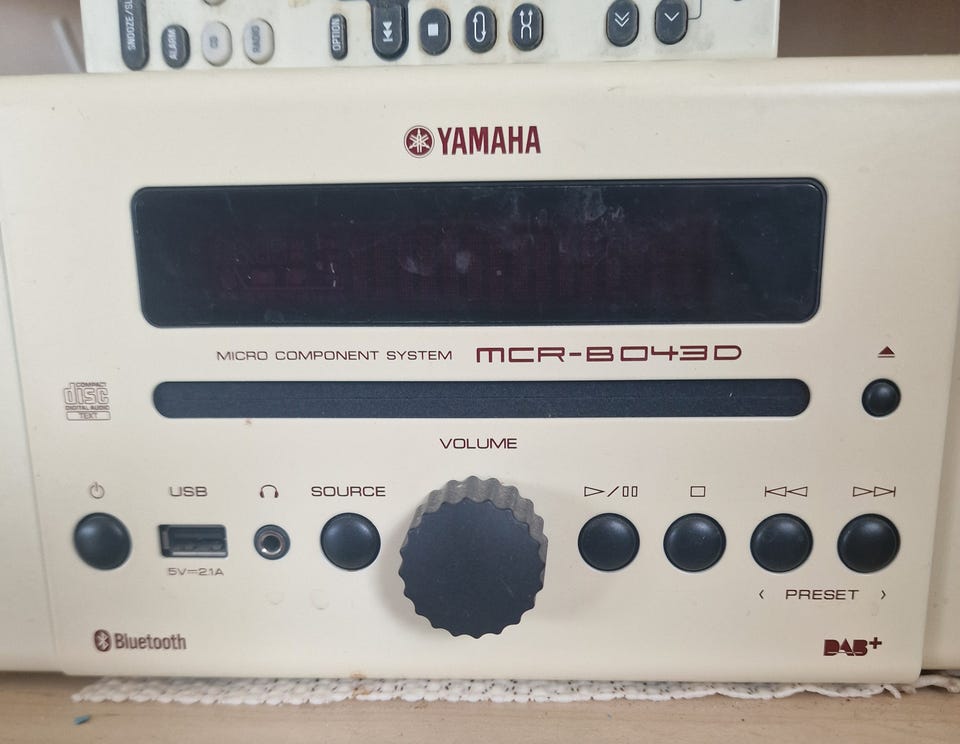 SNOOZE/SL
ALARM
CD
RADIO
OPTION
YAMAHA
MICRO COMPONENT SYSTEM MCR-B043D
COMPACT
disc
DIGITAL AUDIO
TEXT
VOLUME
USB
SOURCE
5V⎓2.1A
‹ PRESET ›
Bluetooth
DAB+